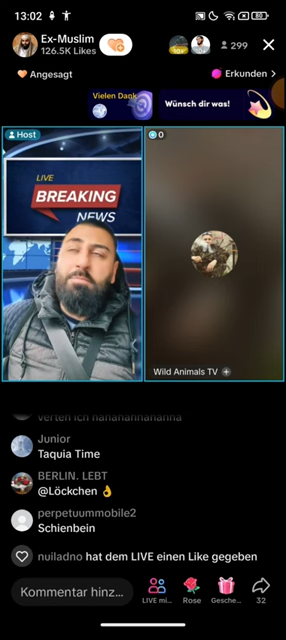 13:02
80
Ex-Muslim
126.5K Likes
299
Angesagt
Erkunden >
Vielen Dank
Wünsch dir was!
Host
LIVE
BREAKING
NEWS
0
Wild Animals TV +
Junior
Taquia Time
BERLIN. LEBT
@Löckchen 👌
perpetuummobile2
Schienbein
nuiladno hat dem LIVE einen Like gegeben
Kommentar hinz...
LIVE mi...
Rose
Gesche...
32